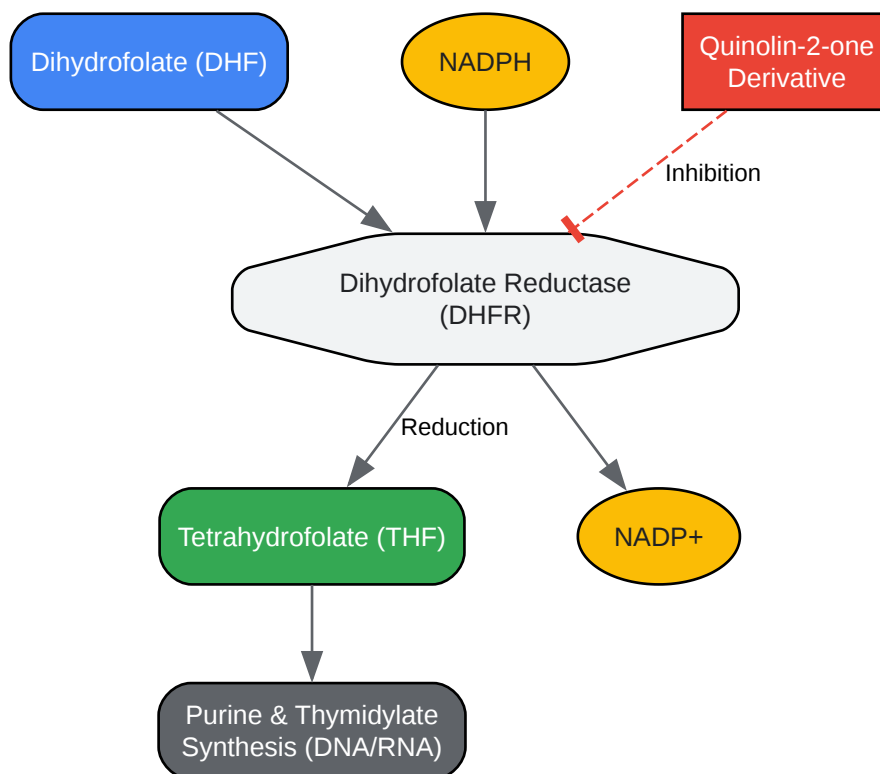 Dihydrofolate (DHF)
NADPH
Quinolin-2-one
Derivative
Inhibition
Dihydrofolate Reductase
(DHFR)
Reduction
Tetrahydrofolate (THF)
NADP+
Purine & Thymidylate
Synthesis (DNA/RNA)